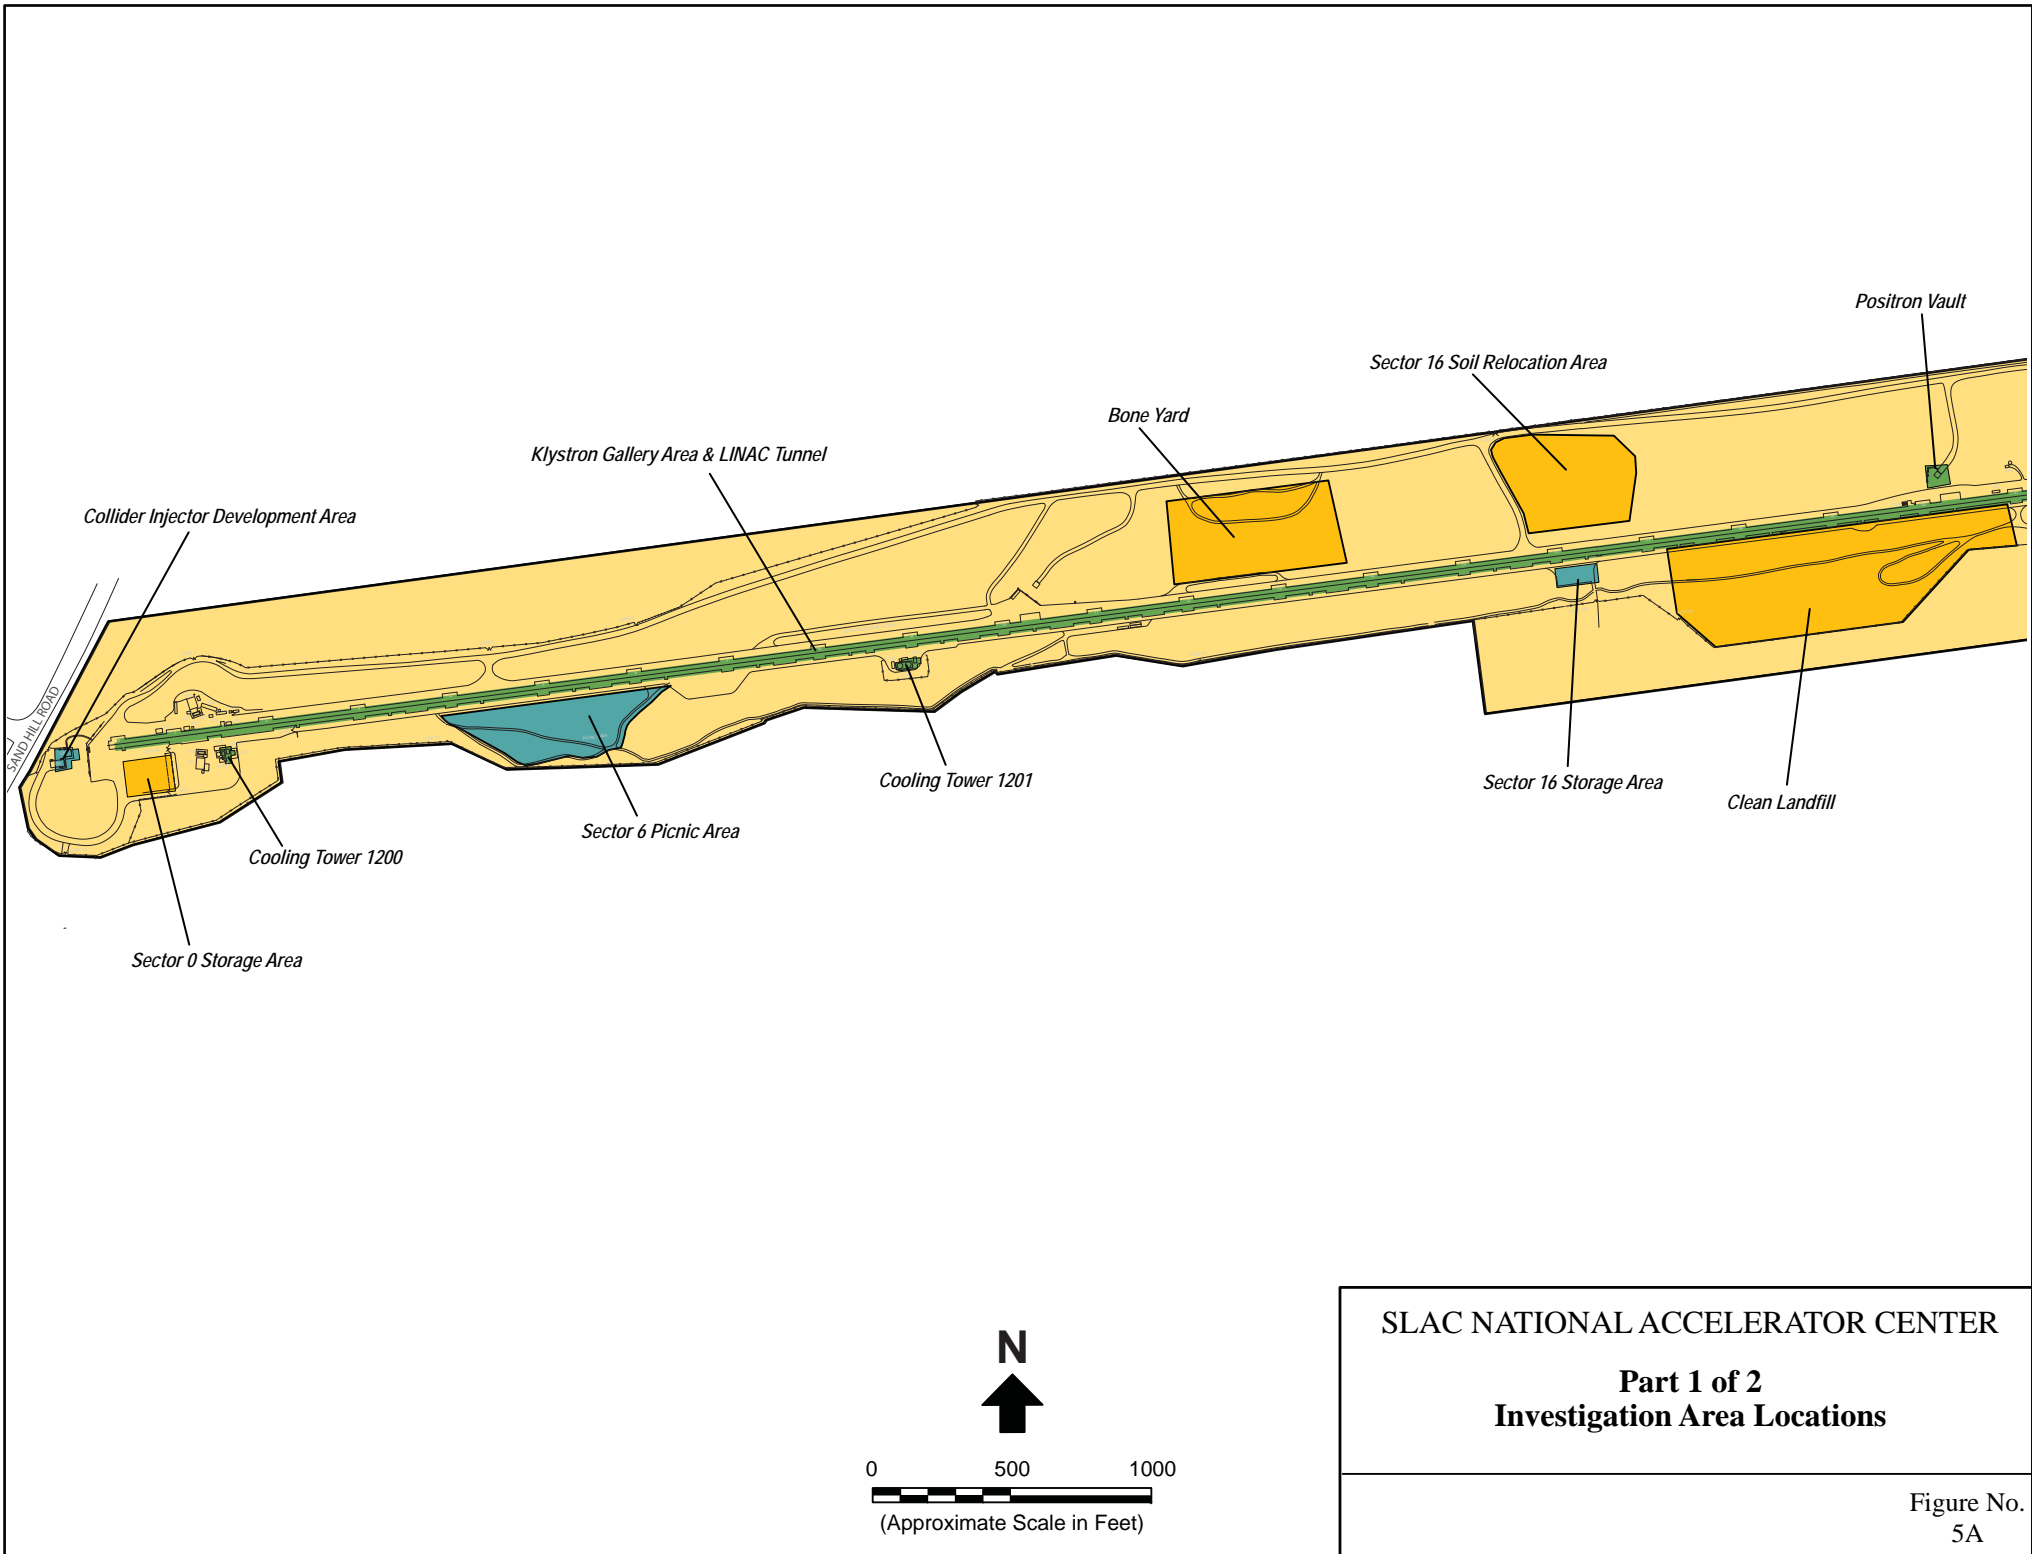 Positron Vault
Sector 16 Soil Relocation Area
Bone Yard
Klystron Gallery Area & LINAC Tunnel
Collider Injector Development Area
SAND HILL ROAD
Cooling Tower 1201
Sector 16 Storage Area
Clean Landfill
Sector 6 Picnic Area
Cooling Tower 1200
Sector 0 Storage Area
N
0 500 1000
(Approximate Scale in Feet)
SLAC NATIONAL ACCELERATOR CENTER
Part 1 of 2
Investigation Area Locations
Figure No.
5A